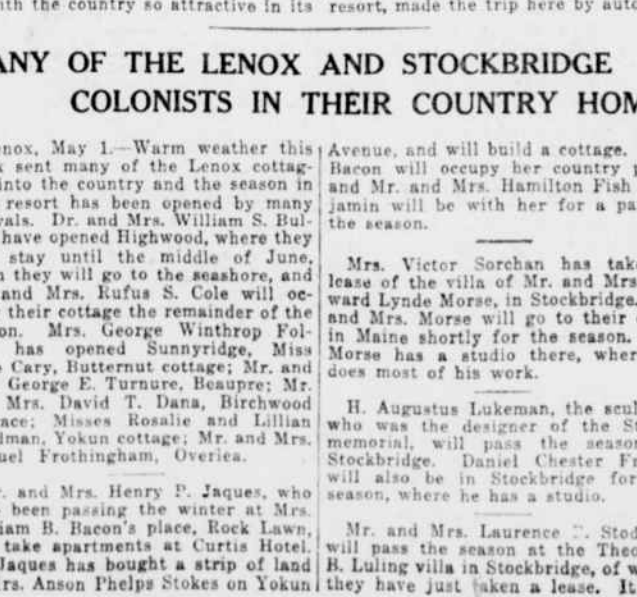 ith the country so attractive in its
resort, made the trip here by auto
ANY OF THE LENOX AND STOCKBRIDGE
COLONISTS IN THEIR COUNTRY HOM
nox, May 1.—Warm weather this
k sent many of the Lenox cottag-
into the country and the season in
resort has been opened by many
vals. Dr. and Mrs. William S. Bul-
have opened Highwood, where they
stay until the middle of June,
n they will go to the seashore, and
and Mrs. Rufus S. Cole will oc-
their cottage the remainder of the
on. Mrs. George Winthrop Fol-
has opened Sunnyridge, Miss
Cary, Butternut cottage; Mr. and
George E. Turnure, Beaupre; Mr.
Mrs. David T. Dana, Birchwood
ace; Misses Rosalie and Lillian
dman, Yokun cottage; Mr. and Mrs.
uel Frothingham, Overlea.
r. and Mrs. Henry P. Jaques, who
been passing the winter at Mrs.
iam B. Bacon's place, Rock Lawn,
take apartments at Curtis Hotel.
Jaques has bought a strip of land
rs. Anson Phelps Stokes on Yokun
Avenue, and will build a cottage.
Bacon will occupy her country p
and Mr. and Mrs. Hamilton Fish
jamin will be with her for a pa
the season.
Mrs. Victor Sorchan has take
lease of the villa of Mr. and Mrs
ward Lynde Morse, in Stockbridge.
and Mrs. Morse will go to their
in Maine shortly for the season.
Morse has a studio there, wher
does most of his work.
H. Augustus Lukeman, the scul
who was the designer of the St
memorial, will pass the season
Stockbridge. Daniel Chester Fr
will also be in Stockbridge for
season, where he has a studio.
Mr. and Mrs. Laurence Stod
will pass the season at the Theo
B. Luling villa in Stockbridge, of w
they have just taken a lease. It